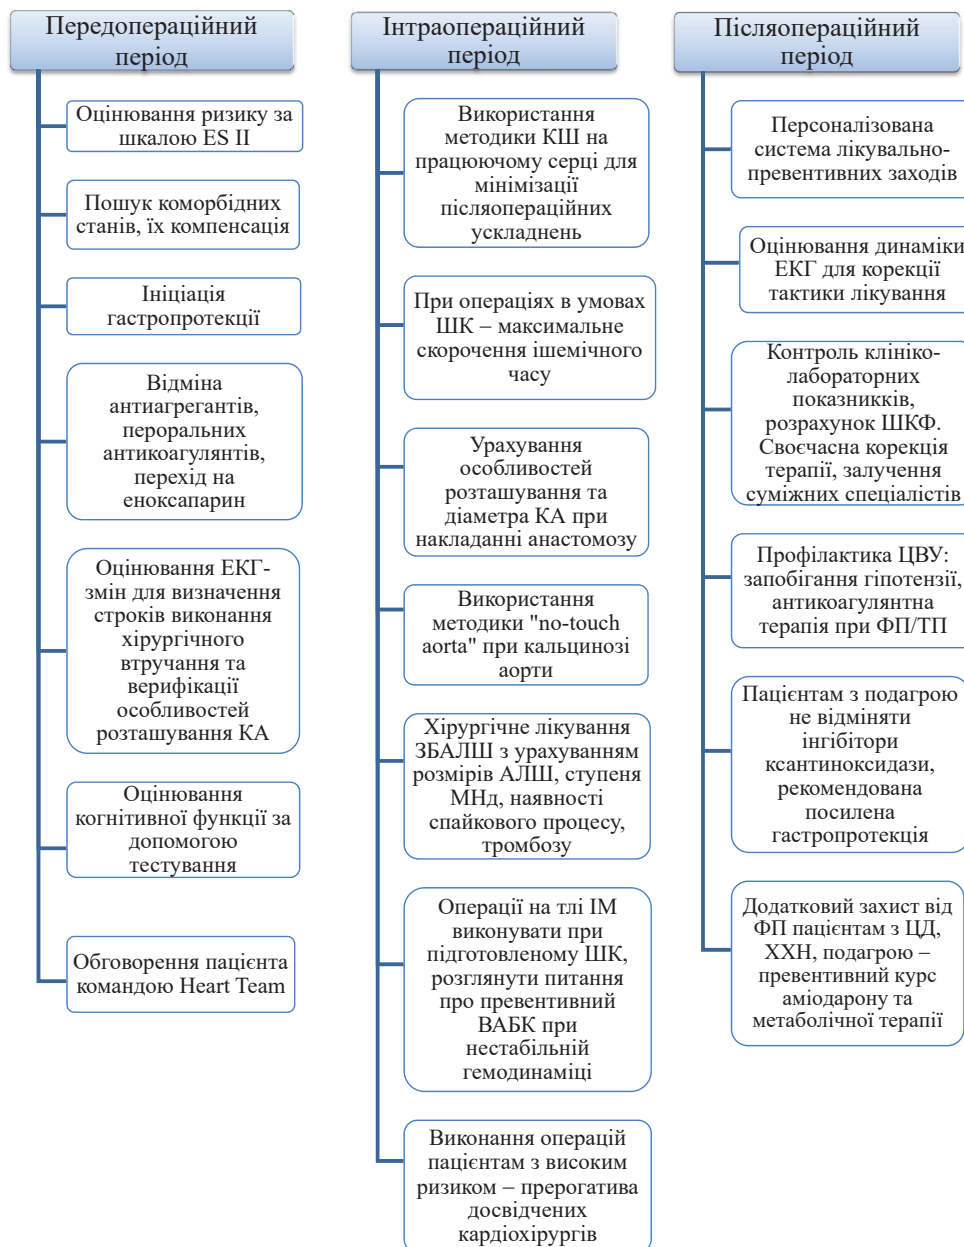 Передопераційний
період
Оцінювання ризику за
шкалою ES II
Пошук коморбідних
станів, їх компенсація
Ініціація
гастропротекції
Відміна
антиагрегантів,
пероральних
антикоагулянтів,
перехід на
еноксапарин
Оцінювання ЕКГ-
змін для визначення
строків виконання
хірургічного
втручання та
верифікації
особливостей
розташування КА
Оцінювання
когнітивної функції за
допомогою
тестування
Обговорення пацієнта
командою Heart Team
Інтраопераційний
період
Використання
методики КШ на
працюючому серці для
мінімізації
післяопераційних
ускладнень
При операціях в умовах
ШК – максимальне
скорочення ішемічного
часу
Урахування
особливостей
розташування та
діаметра КА при
накладанні анастомозу
Використання
методики "no-touch
aorta" при кальцинозі
аорти
Хірургічне лікування
ЗБАЛШ з урахуванням
розмірів АЛШ, ступеня
МНд, наявності
спайкового процесу,
тромбозу
Операції на тлі ІМ
виконувати при
підготовленому ШК,
розглянути питання
про превентивний
ВАБК при
нестабільній
гемодинаміці
Виконання операцій
пацієнтам з високим
ризиком – прерогатива
досвідчених
кардіохірургів
Післяопераційний
період
Персоналізована
система лікувально-
превентивних заходів
Оцінювання динаміки
ЕКГ для корекції
тактики лікування
Контроль клініко-
лабораторних
показникків,
розрахунок ШКФ.
Своєчасна корекція
терапії, залучення
суміжних спеціалістів
Профілактика ЦВУ:
запобігання гіпотензії,
антикоагулянтна
терапія при ФП/ТП
Пацієнтам з подагрою
не відміняти
інгібітори
ксантиноксидази,
рекомендована
посилена
гастропротекція
Додатковий захист від
ФП пацієнтам з ЦД,
ХХН, подагрою –
превентивний курс
аміодарону та
метаболічної терапії